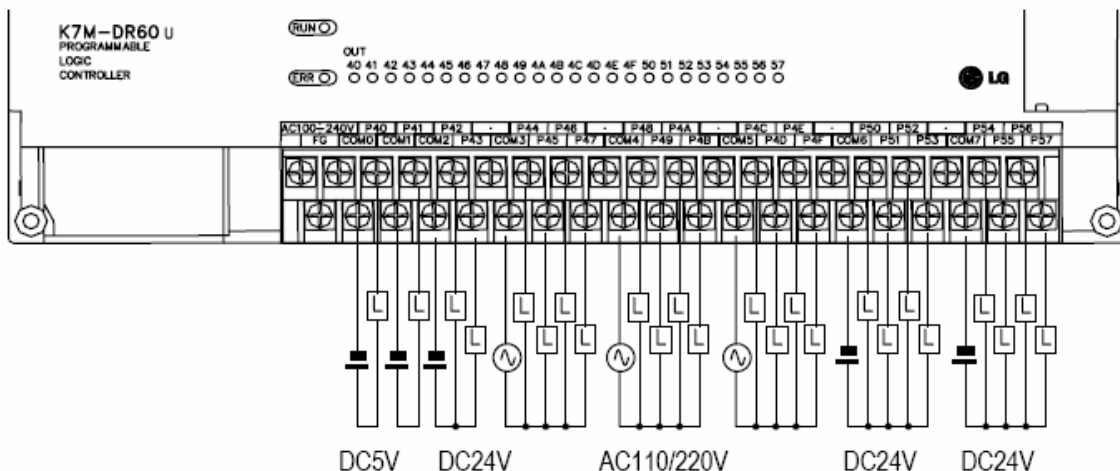 K7M-DR60 U
PROGRAMMABLE
LOGIC
CONTROLLER
RUN
ERR
OUT
40 41 42 43 44 45 46 47 48 49 4A 4B 4C 4D 4E 4F 50 51 52 53 54 55 56 57
LG
AC100-240V P40 P41 P42 · P44 P46 · P48 P4A · P4C P4E · P50 P52 · P54 P56
FG COM0 COM1 COM2 P43 COM3 P45 P47 COM4 P49 P4B COM5 P4D P4F COM6 P51 P53 COM7 P55 P57
L L L L L L L L L L
L L L L L L L L L L
DC5V DC24V AC110/220V DC24V DC24V